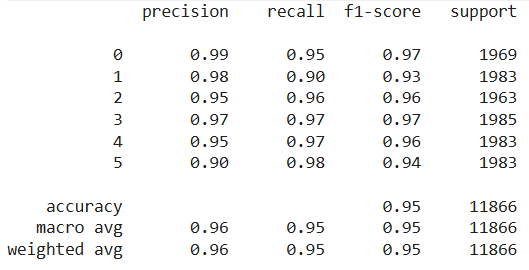 precision recall f1-score support
0 0.99 0.95 0.97 1969
1 0.98 0.90 0.93 1983
2 0.95 0.96 0.96 1963
3 0.97 0.97 0.97 1985
4 0.95 0.97 0.96 1983
5 0.90 0.98 0.94 1983
accuracy 0.95 11866
macro avg 0.96 0.95 0.95 11866
weighted avg 0.96 0.95 0.95 11866